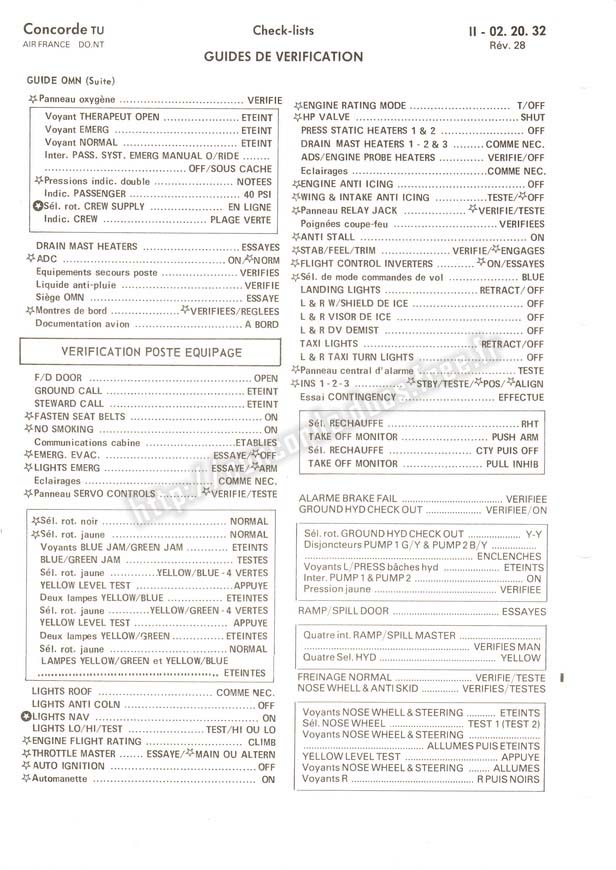 Concorde TU
AIR FRANCE DO.NT
Check-lists
II - 02. 20. 32
Rév. 28
GUIDES DE VERIFICATION
GUIDE OMN (Suite)
☆Panneau oxygène .................... VERIFIE
Voyant THERAPEUT OPEN .................... ETEINT
Voyant EMERG .................... ETEINT
Voyant NORMAL .................... ETEINT
Inter. PASS. SYST. EMERG MANUAL O/RIDE ........
.................... OFF/SOUS CACHE
☆Pressions indic. double .................... NOTEES
Indic. PASSENGER .................... 40 PSI
✪Sél. rot. CREW SUPPLY .................... EN LIGNE
Indic. CREW .................... PLAGE VERTE
DRAIN MAST HEATERS .................... ESSAYES
☆ADC .................... ON/☆NORM
Equipements secours poste .................... VERIFIES
Liquide anti-pluie .................... VERIFIE
Siège OMN .................... ESSAYE
☆Montres de bord .................... ☆VERIFIEES/REGLEES
Documentation avion .................... A BORD
VERIFICATION POSTE EQUIPAGE
F/D DOOR .................... OPEN
GROUND CALL .................... ETEINT
STEWARD CALL .................... ETEINT
☆FASTEN SEAT BELTS .................... ON
☆NO SMOKING .................... ON
Communications cabine .................... ETABLIES
☆EMERG. EVAC. .................... ESSAYE/☆OFF
☆LIGHTS EMERG .................... ESSAYE/☆ARM
Eclairages .................... COMME NEC.
☆Panneau SERVO CONTROLS .......... ☆VERIFIE/TESTE
☆Sél. rot. noir .................... NORMAL
☆Sél. rot. jaune .................... NORMAL
Voyants BLUE JAM/GREEN JAM .................... ETEINTS
BLUE/GREEN JAM .................... TESTES
Sél. rot. jaune .......... YELLOW/BLUE - 4 VERTES
YELLOW LEVEL TEST .................... APPUYE
Deux lampes YELLOW/BLUE .................... ETEINTES
Sél. rot. jaune .......... YELLOW/GREEN - 4 VERTES
YELLOW LEVEL TEST .................... APPUYE
Deux lampes YELLOW/GREEN .................... ETEINTES
Sél. rot. jaune .................... NORMAL
LAMPES YELLOW/GREEN et YELLOW/BLUE
.................... ETEINTES
LIGHTS ROOF .................... COMME NEC.
LIGHTS ANTI COLN .................... OFF
✪LIGHTS NAV .................... ON
LIGHTS LO/HI/TEST .................... TEST/HI OU LO
☆ENGINE FLIGHT RATING .................... CLIMB
☆THROTTLE MASTER ....... ESSAYE/☆MAIN OU ALTERN
☆AUTO IGNITION .................... OFF
☆Automanette .................... ON
☆ENGINE RATING MODE .................... T/OFF
☆HP VALVE .................... SHUT
PRESS STATIC HEATERS 1 & 2 .................... OFF
DRAIN MAST HEATERS 1 - 2 & 3 ......... COMME NEC.
ADS/ENGINE PROBE HEATERS ........ VERIFIE/OFF
Eclairages .................... COMME NEC.
☆ENGINE ANTI ICING .................... OFF
☆WING & INTAKE ANTI ICING .......... TESTE/☆OFF
☆Panneau RELAY JACK .................... ☆VERIFIE/TESTE
Poignées coupe-feu .................... VERIFIEES
☆ANTI STALL .................... ON
☆STAB/FEEL/TRIM .................... VERIFIE/☆ENGAGES
☆FLIGHT CONTROL INVERTERS .......... ☆ON/ESSAYES
☆Sél. de mode commandes de vol .................... BLUE
LANDING LIGHTS .................... RETRACT/ OFF
L & R W/SHIELD DE ICE .................... OFF
L & R VISOR DE ICE .................... OFF
L & R DV DEMIST .................... OFF
TAXI LIGHTS .................... RETRACT/OFF
L & R TAXI TURN LIGHTS .................... OFF
☆Panneau central d'alarme .................... TESTE
☆INS 1 - 2 - 3 .......... ☆STBY/TESTE/☆POS/☆ALIGN
Essai CONTINGENCY .................... EFFECTUE
Sél. RECHAUFFE .................... RHT
TAKE OFF MONITOR .................... PUSH ARM
Sél. RECHAUFFE .................... CTY PUIS OFF
TAKE OFF MONITOR .................... PULL INHIB
ALARME BRAKE FAIL .................... VERIFIEE
GROUND HYD CHECK OUT .................... VERIFIEE/ON
Sél. rot. GROUND HYD CHECK OUT .................... Y-Y
Disjoncteurs PUMP 1 G/Y & PUMP 2 B/Y ..........
.................... ENCLENCHES
Voyants L/PRESS bâches hyd .................... ETEINTS
Inter. PUMP 1 & PUMP 2 .................... ON
Pression jaune .................... VERIFIEE
RAMP/SPILL DOOR .................... ESSAYES
Quatre int. RAMP/SPILL MASTER ....................
.................... VERIFIES MAN
Quatre Sel. HYD .................... YELLOW
FREINAGE NORMAL .................... VERIFIE/TESTE
NOSE WHELL & ANTI SKID .......... VERIFIES/TESTES
Voyants NOSE WHELL & STEERING .......... ETEINTS
Sél. NOSE WHEEL .................... TEST 1 (TEST 2)
Voyants NOSE WHELL & STEERING ....................
.................... ALLUMES PUIS ETEINTS
YELLOW LEVEL TEST .................... APPUYE
Voyants NOSE WHELL & STEERING ........ ALLUMES
Voyants R .................... R PUIS NOIRS